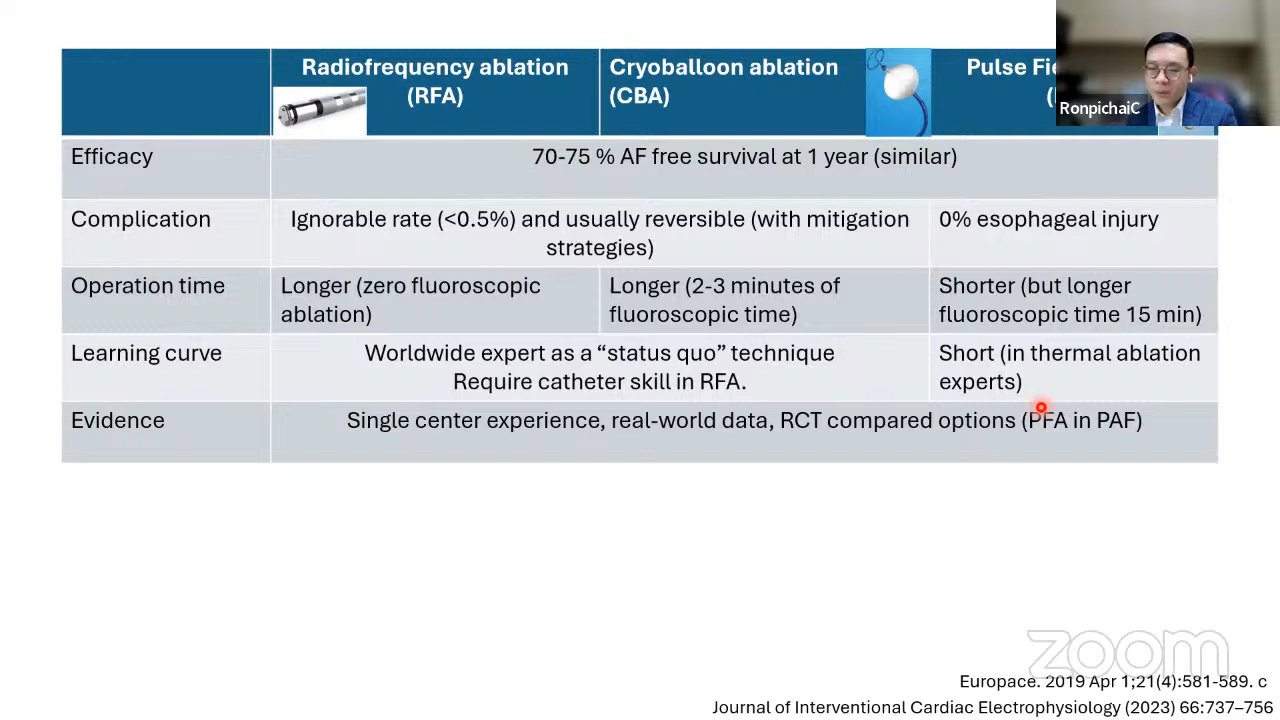 Radiofrequency ablation
(RFA)
Cryoballoon ablation
(CBA)
Pulse
RonpichaiC
Efficacy
70-75 % AF free survival at 1 year (similar)
Complication
Ignorable rate (<0.5%) and usually reversible (with mitigation
strategies)
0% esophageal injury
Operation time
Longer (zero fluoroscopic
ablation)
Longer (2-3 minutes of
fluoroscopic time)
Shorter (but longer
fluoroscopic time 15 min)
Learning curve
Worldwide expert as a “status quo” technique
Require catheter skill in RFA.
Short (in thermal ablation
experts)
Evidence
Single center experience, real-world data, RCT compared options (PFA in PAF)
zoom
Europace. 2019 Apr 1;21(4):581-589. c
Journal of Interventional Cardiac Electrophysiology (2023) 66:737–756